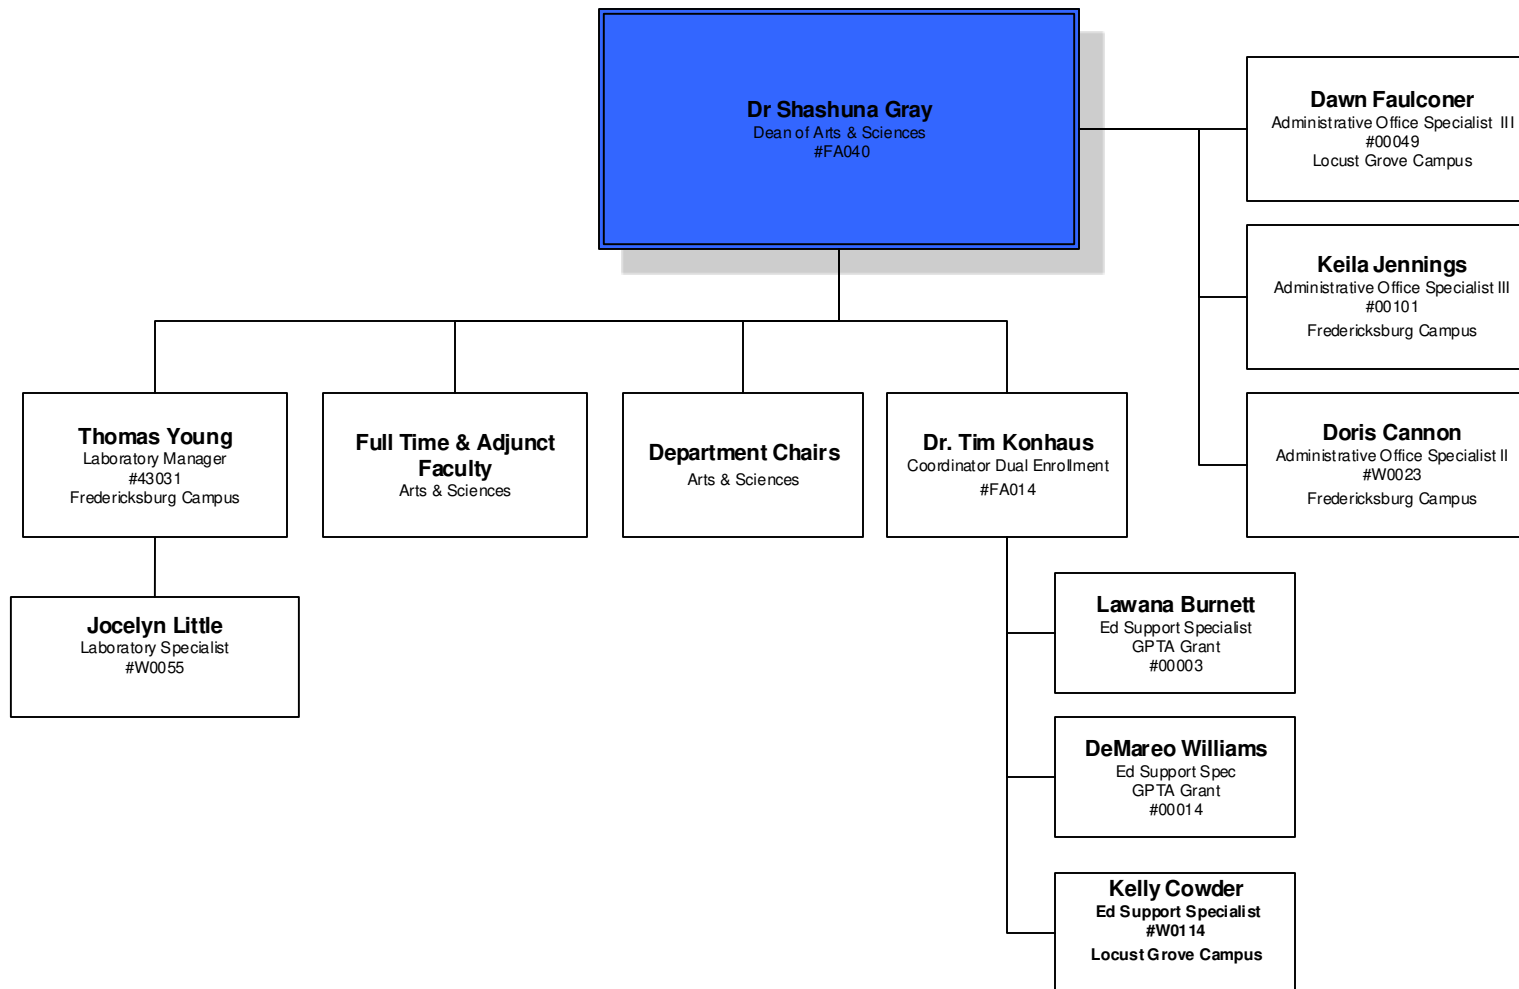 Dr Shashuna Gray
Dean of Arts & Sciences
#FA040
Dawn Faulconer
Administrative Office Specialist III
#00049
Locust Grove Campus
Keila Jennings
Administrative Office Specialist III
#00101
Fredericksburg Campus
Doris Cannon
Administrative Office Specialist II
#W0023
Fredericksburg Campus
Thomas Young
Laboratory Manager
#43031
Fredericksburg Campus
Full Time & Adjunct
Faculty
Arts & Sciences
Department Chairs
Arts & Sciences
Dr. Tim Konhaus
Coordinator Dual Enrollment
#FA014
Jocelyn Little
Laboratory Specialist
#W0055
Lawana Burnett
Ed Support Specialist
GPTA Grant
#00003
DeMareo Williams
Ed Support Spec
GPTA Grant
#00014
Kelly Cowder
Ed Support Specialist
#W0114
Locust Grove Campus